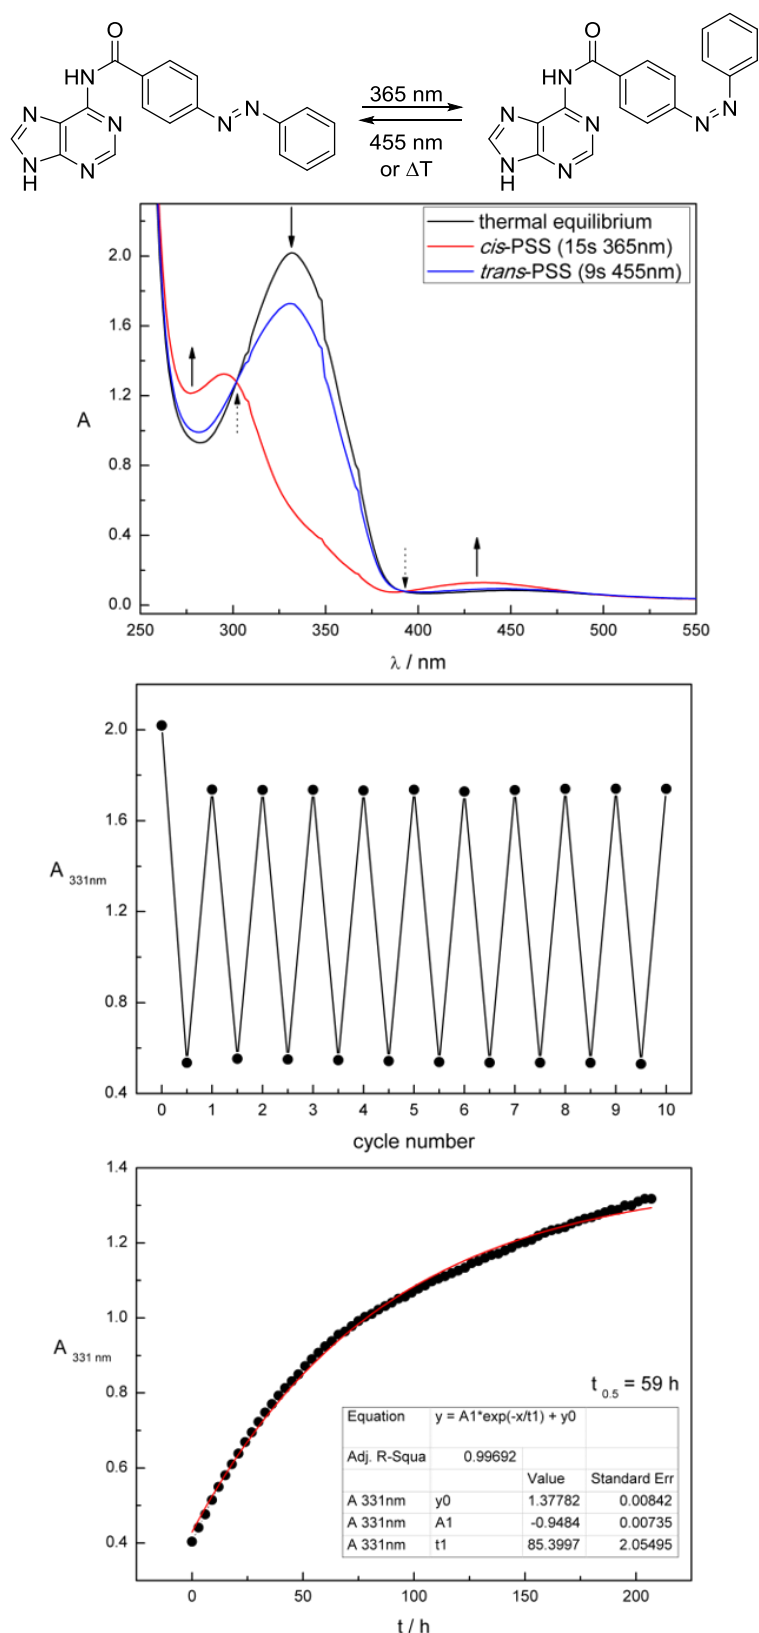 O
HN
N
N
N
H
N
N
N
365 nm
455 nm
or ΔT
O
HN
N
N
N
H
N
N
N
thermal equilibrium
cis-PSS (15s 365nm)
trans-PSS (9s 455nm)
2.0
1.6
1.2
0.8
0.4
0.0
A
250 300 350 400 450 500 550
λ / nm
2.0
1.6
1.2
0.8
0.4
A 331nm
0 1 2 3 4 5 6 7 8 9 10
cycle number
1.4
1.2
1.0
0.8
0.6
0.4
A 331 nm
t 0.5 = 59 h
Equation y = A1*exp(-x/t1) + y0
Adj. R-Squa 0.99692
Value Standard Err
A 331nm y0 1.37782 0.00842
A 331nm A1 -0.9484 0.00735
A 331nm t1 85.3997 2.05495
0 50 100 150 200
t / h